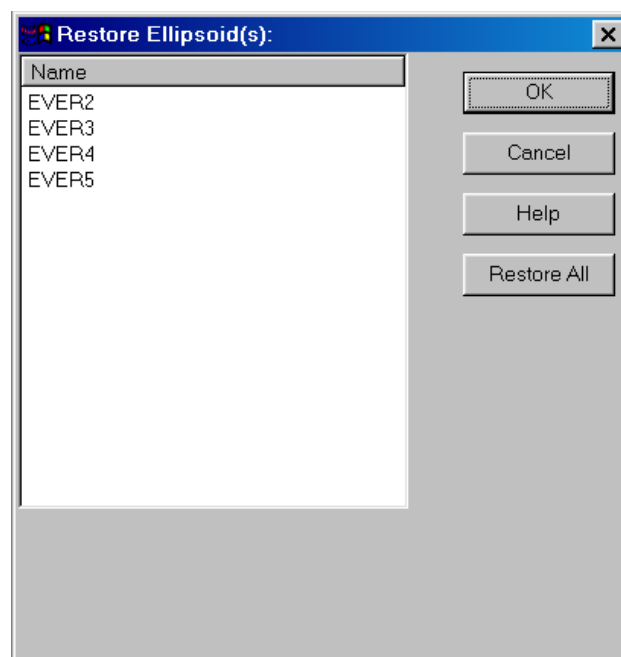 Restore Ellipsoid(s):
Name
EVER2
EVER3
EVER4
EVER5
OK
Cancel
Help
Restore All